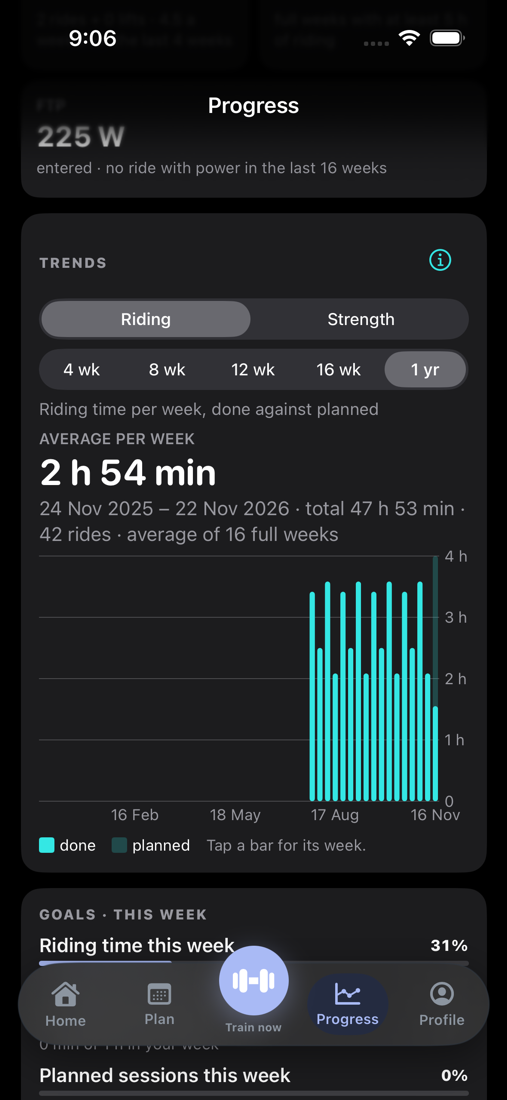 9:06
Progress
FTP
225 W
entered · no ride with power in the last 16 weeks
TRENDS
Riding
Strength
4 wk
8 wk
12 wk
16 wk
1 yr
Riding time per week, done against planned
AVERAGE PER WEEK
2 h 54 min
24 Nov 2025 – 22 Nov 2026 · total 47 h 53 min ·
42 rides · average of 16 full weeks
4 h
3 h
2 h
1 h
0
16 Feb
18 May
17 Aug
16 Nov
done
planned
Tap a bar for its week.
GOALS · THIS WEEK
Riding time this week
31%
Home
Plan
Train now
Progress
Profile
Planned sessions this week
0%